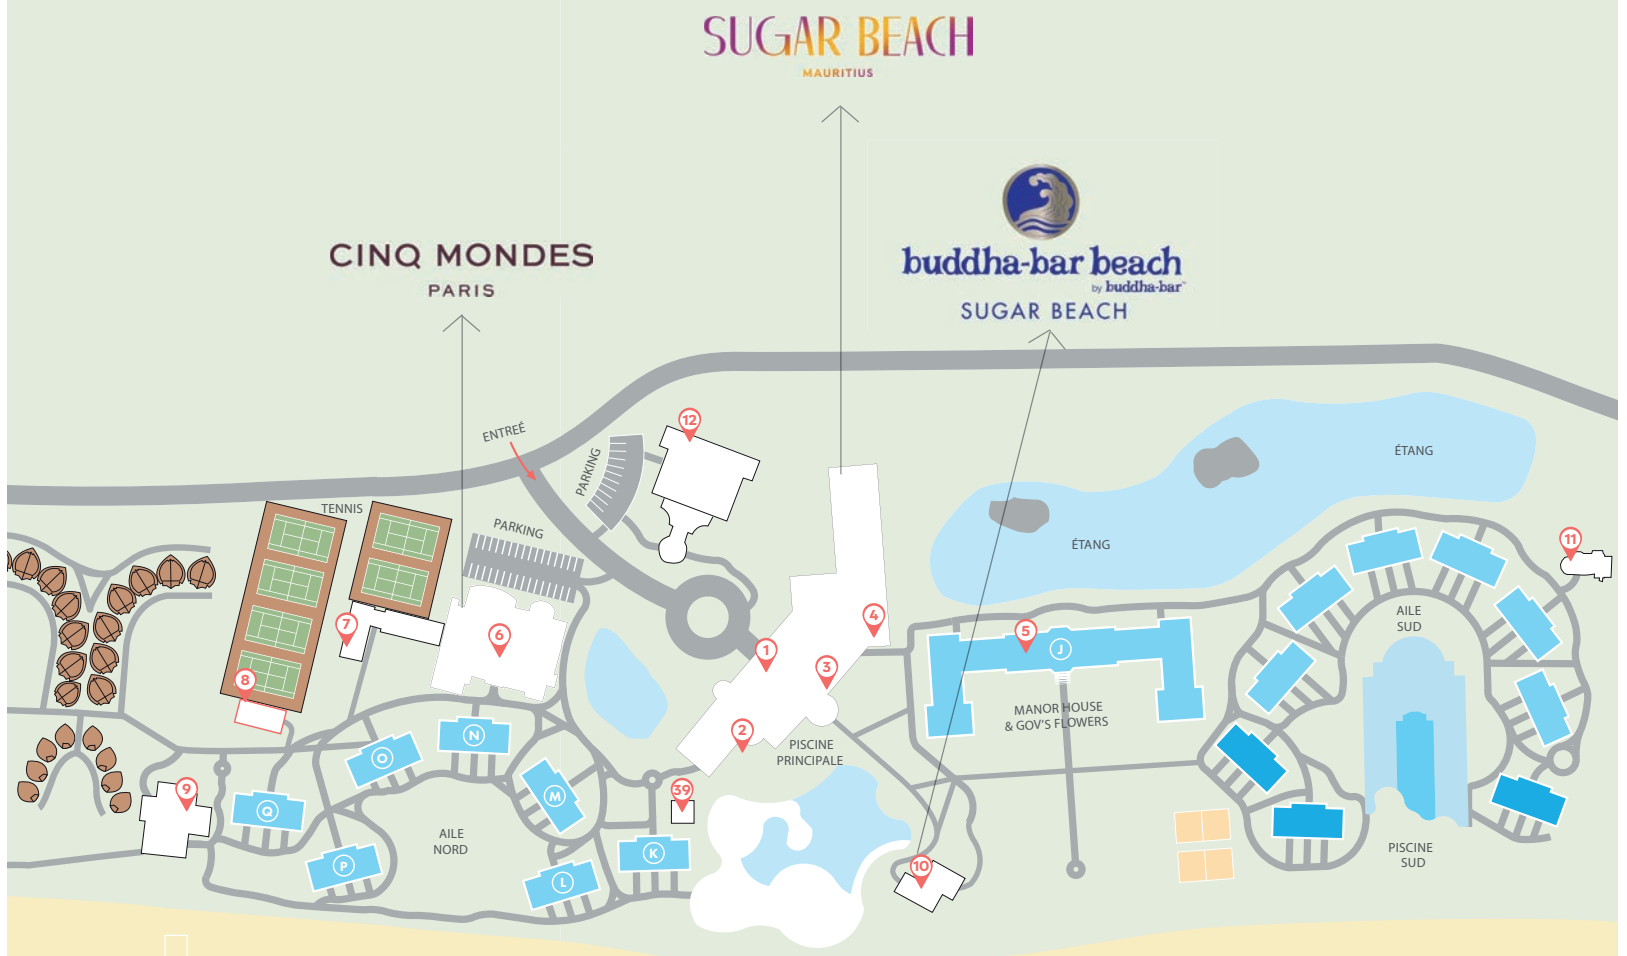 SUGAR BEACH
MAURITIUS
CINQ MONDES
PARIS
buddha-bar beach
by buddha-bar™
SUGAR BEACH
ENTREÉ
12
PARKING
ÉTANG
ÉTANG
TENNIS
PARKING
11
7
6
4
5
J
AILE
SUD
1
3
8
MANOR HOUSE
& GOV'S FLOWERS
2
N
PISCINE
PRINCIPALE
O
9
39
M
Q
AILE
NORD
K
PISCINE
SUD
P
L
10